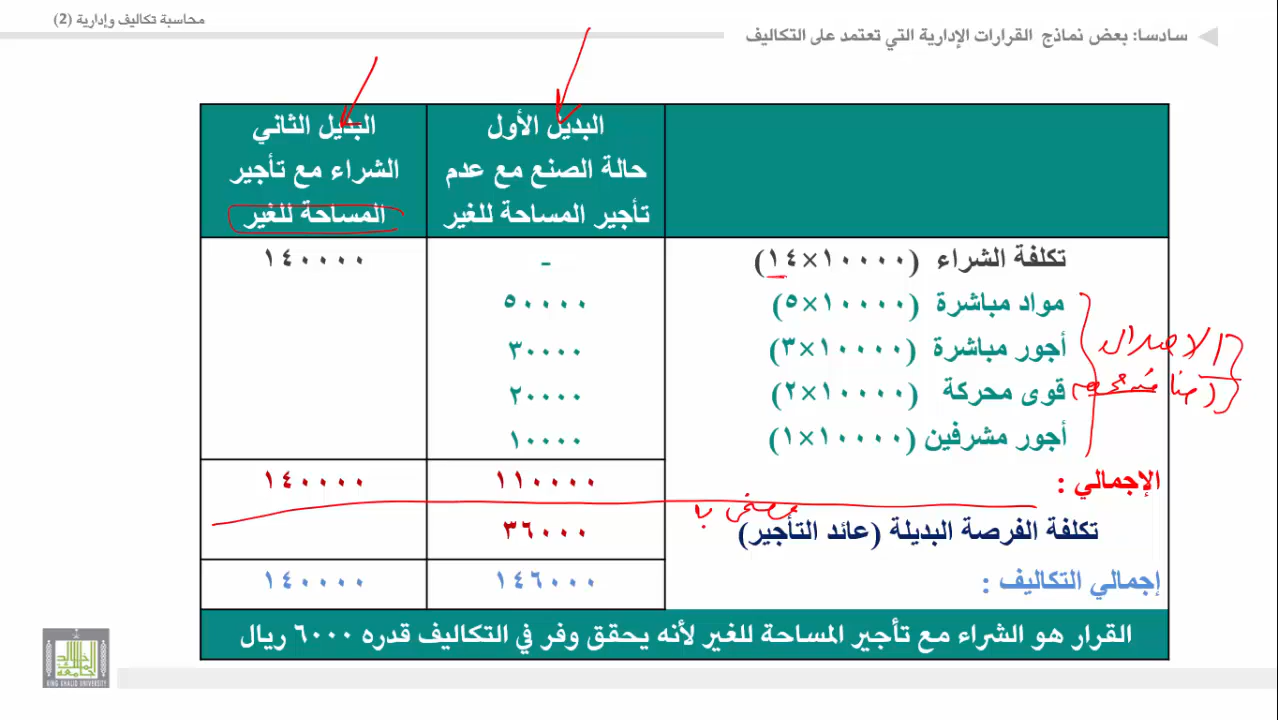 محاسبة تكاليف وإدارية (2)
سادسا: بعض نماذج القرارات الإدارية التي تعتمد على التكاليف
البديل الأول
حالة الصنع مع عدم
تأجير المساحة للغير
البديل الثاني
الشراء مع تأجير
المساحة للغير
تكلفة الشراء (١٠٠٠٠×١٤) - ١٤٠٠٠٠
مواد مباشرة (١٠٠٠٠×٥) ٥٠٠٠٠
أجور مباشرة (١٠٠٠٠×٣) ٣٠٠٠٠
قوى محركة (١٠٠٠٠×٢) ٢٠٠٠٠
أجور مشرفين (١٠٠٠٠×١) ١٠٠٠٠
الإجمالي : ١١٠٠٠٠ ١٤٠٠٠٠
تكلفة الفرصة البديلة (عائد التأجير) ٣٦٠٠٠
إجمالي التكاليف : ١٤٦٠٠٠ ١٤٠٠٠٠
القرار هو الشراء مع تأجير المساحة للغير لأنه يحقق وفر في التكاليف قدره ٦٠٠٠ ريال
KING KHALID UNIVERSITY